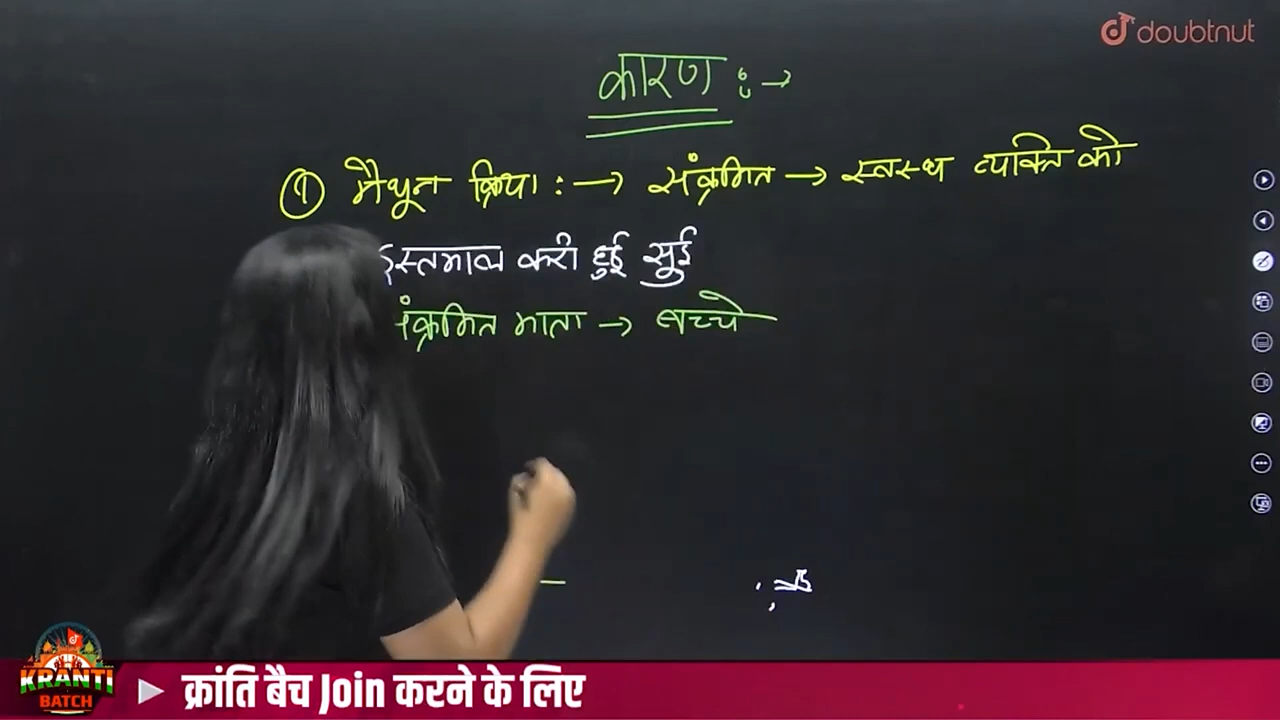 doubtnut
कारण :→
① मैथून क्रिया :→ संक्रमित → स्वस्थ व्यक्ति को
इस्तमाल करी हुई सुई
संक्रमित माता → बच्चे
KRANTI
BATCH
क्रांति बैच Join करने के लिए